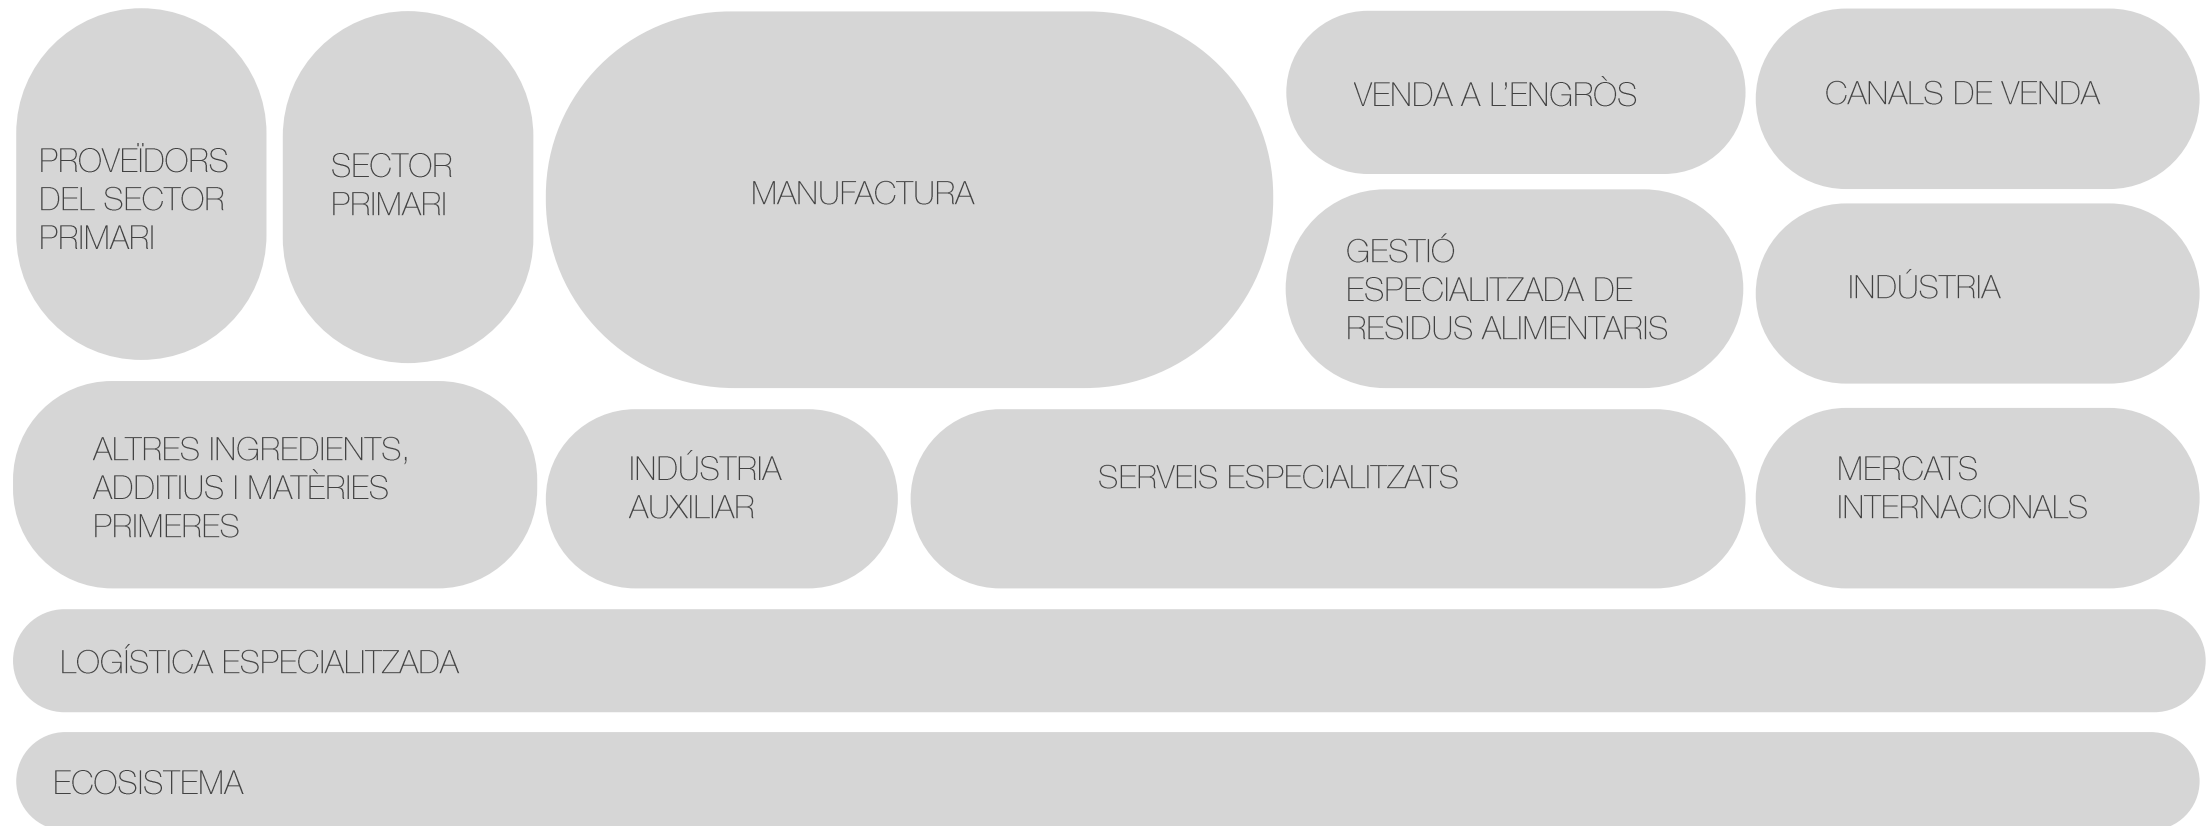 PROVEÏDORS
DEL SECTOR
PRIMARI
SECTOR
PRIMARI
MANUFACTURA
VENDA A L’ENGRÒS
CANALS DE VENDA
GESTIÓ
ESPECIALITZADA DE
RESIDUS ALIMENTARIS
INDÚSTRIA
ALTRES INGREDIENTS,
ADDITIUS I MATÈRIES
PRIMERES
INDÚSTRIA
AUXILIAR
SERVEIS ESPECIALITZATS
MERCATS
INTERNACIONALS
LOGÍSTICA ESPECIALITZADA
ECOSISTEMA